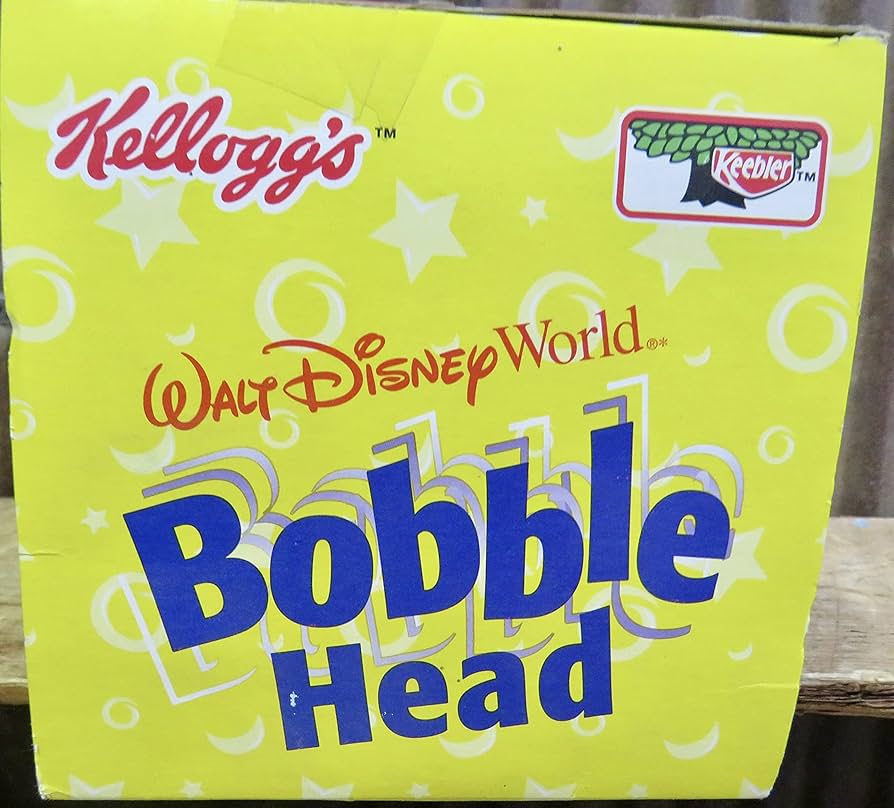 Kellogg's™
Keebler™
WALT DISNEY World®*
Bobble
Head